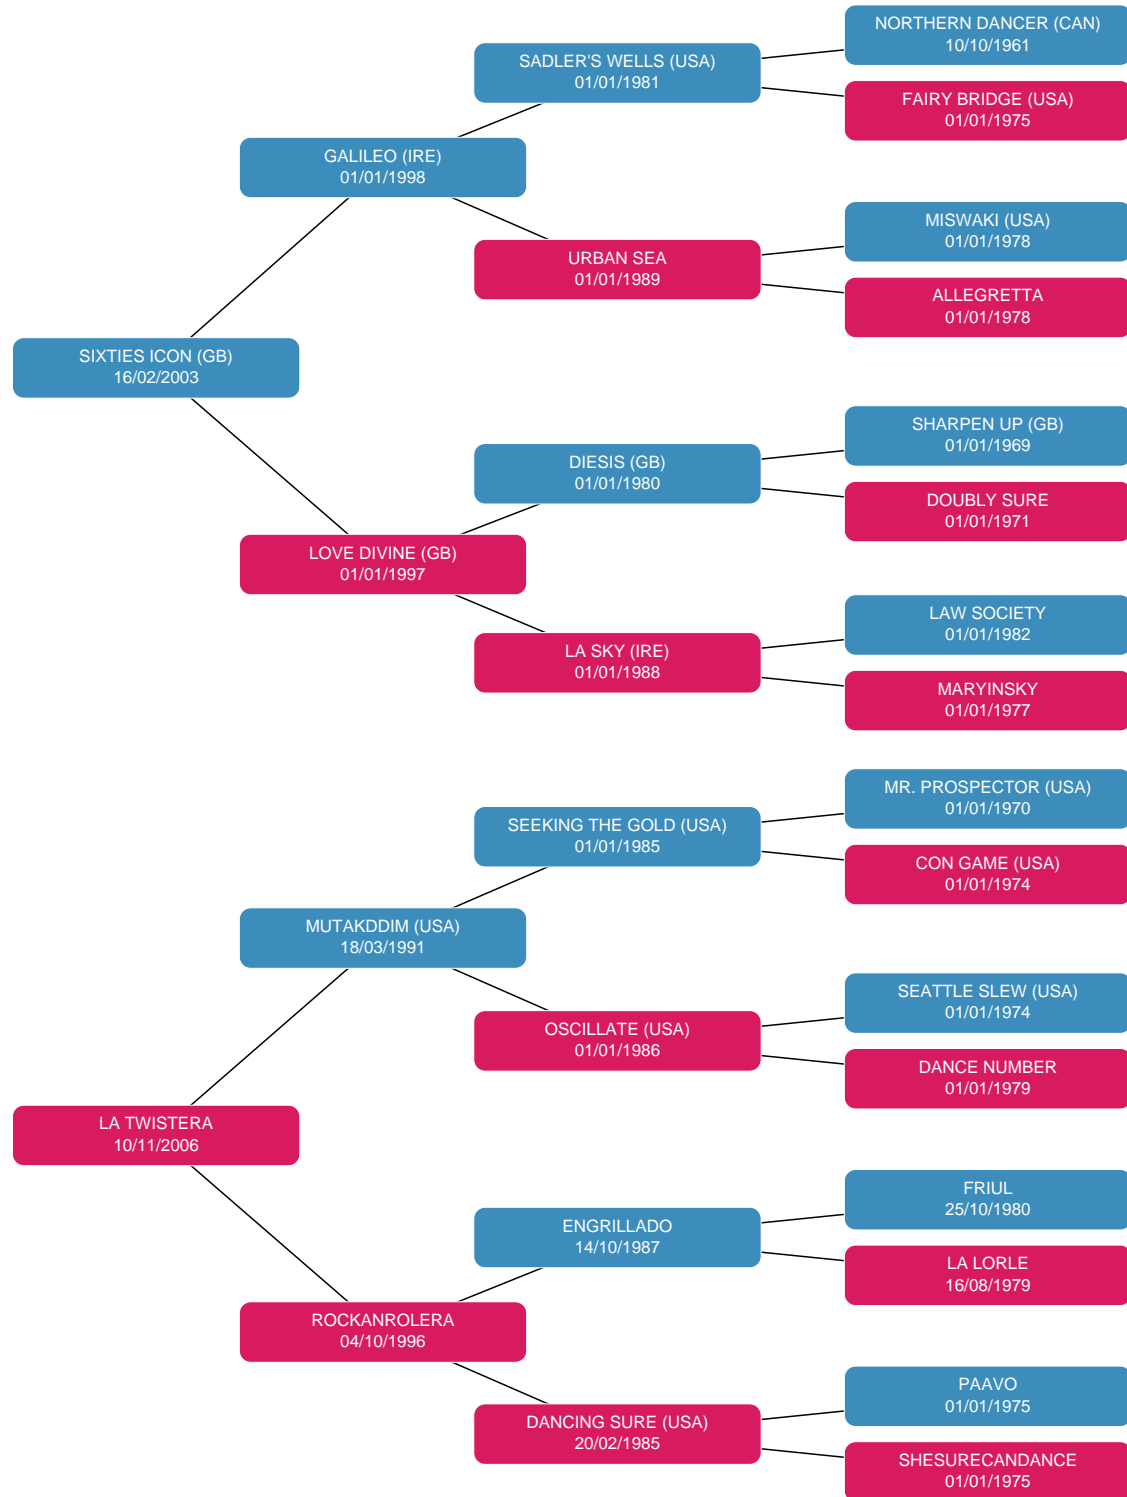 NORTHERN DANCER (CAN)
10/10/1961
SADLER'S WELLS (USA)
01/01/1981
FAIRY BRIDGE (USA)
01/01/1975
GALILEO (IRE)
01/01/1998
MISWAKI (USA)
01/01/1978
URBAN SEA
01/01/1989
ALLEGRETTA
01/01/1978
SIXTIES ICON (GB)
16/02/2003
SHARPEN UP (GB)
01/01/1969
DIESIS (GB)
01/01/1980
DOUBLY SURE
01/01/1971
LOVE DIVINE (GB)
01/01/1997
LAW SOCIETY
01/01/1982
LA SKY (IRE)
01/01/1988
MARYINSKY
01/01/1977
MR. PROSPECTOR (USA)
01/01/1970
SEEKING THE GOLD (USA)
01/01/1985
CON GAME (USA)
01/01/1974
MUTAKDDIM (USA)
18/03/1991
SEATTLE SLEW (USA)
01/01/1974
OSCILLATE (USA)
01/01/1986
DANCE NUMBER
01/01/1979
LA TWISTERA
10/11/2006
FRIUL
25/10/1980
ENGRILLADO
14/10/1987
LA LORLE
16/08/1979
ROCKANROLERA
04/10/1996
PAAVO
01/01/1975
DANCING SURE (USA)
20/02/1985
SHESURECANDANCE
01/01/1975